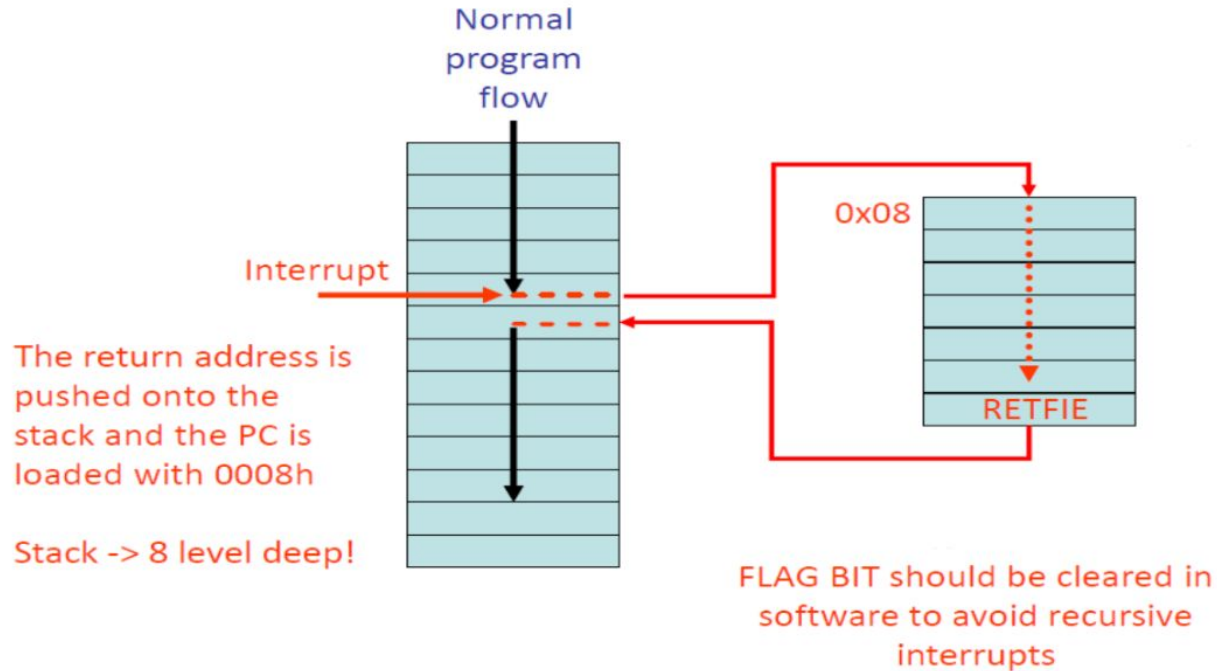 Normal
program
flow
0x08
Interrupt
The return address is
pushed onto the
stack and the PC is
loaded with 0008h
RETFIE
Stack -> 8 level deep!
FLAG BIT should be cleared in
software to avoid recursive
interrupts